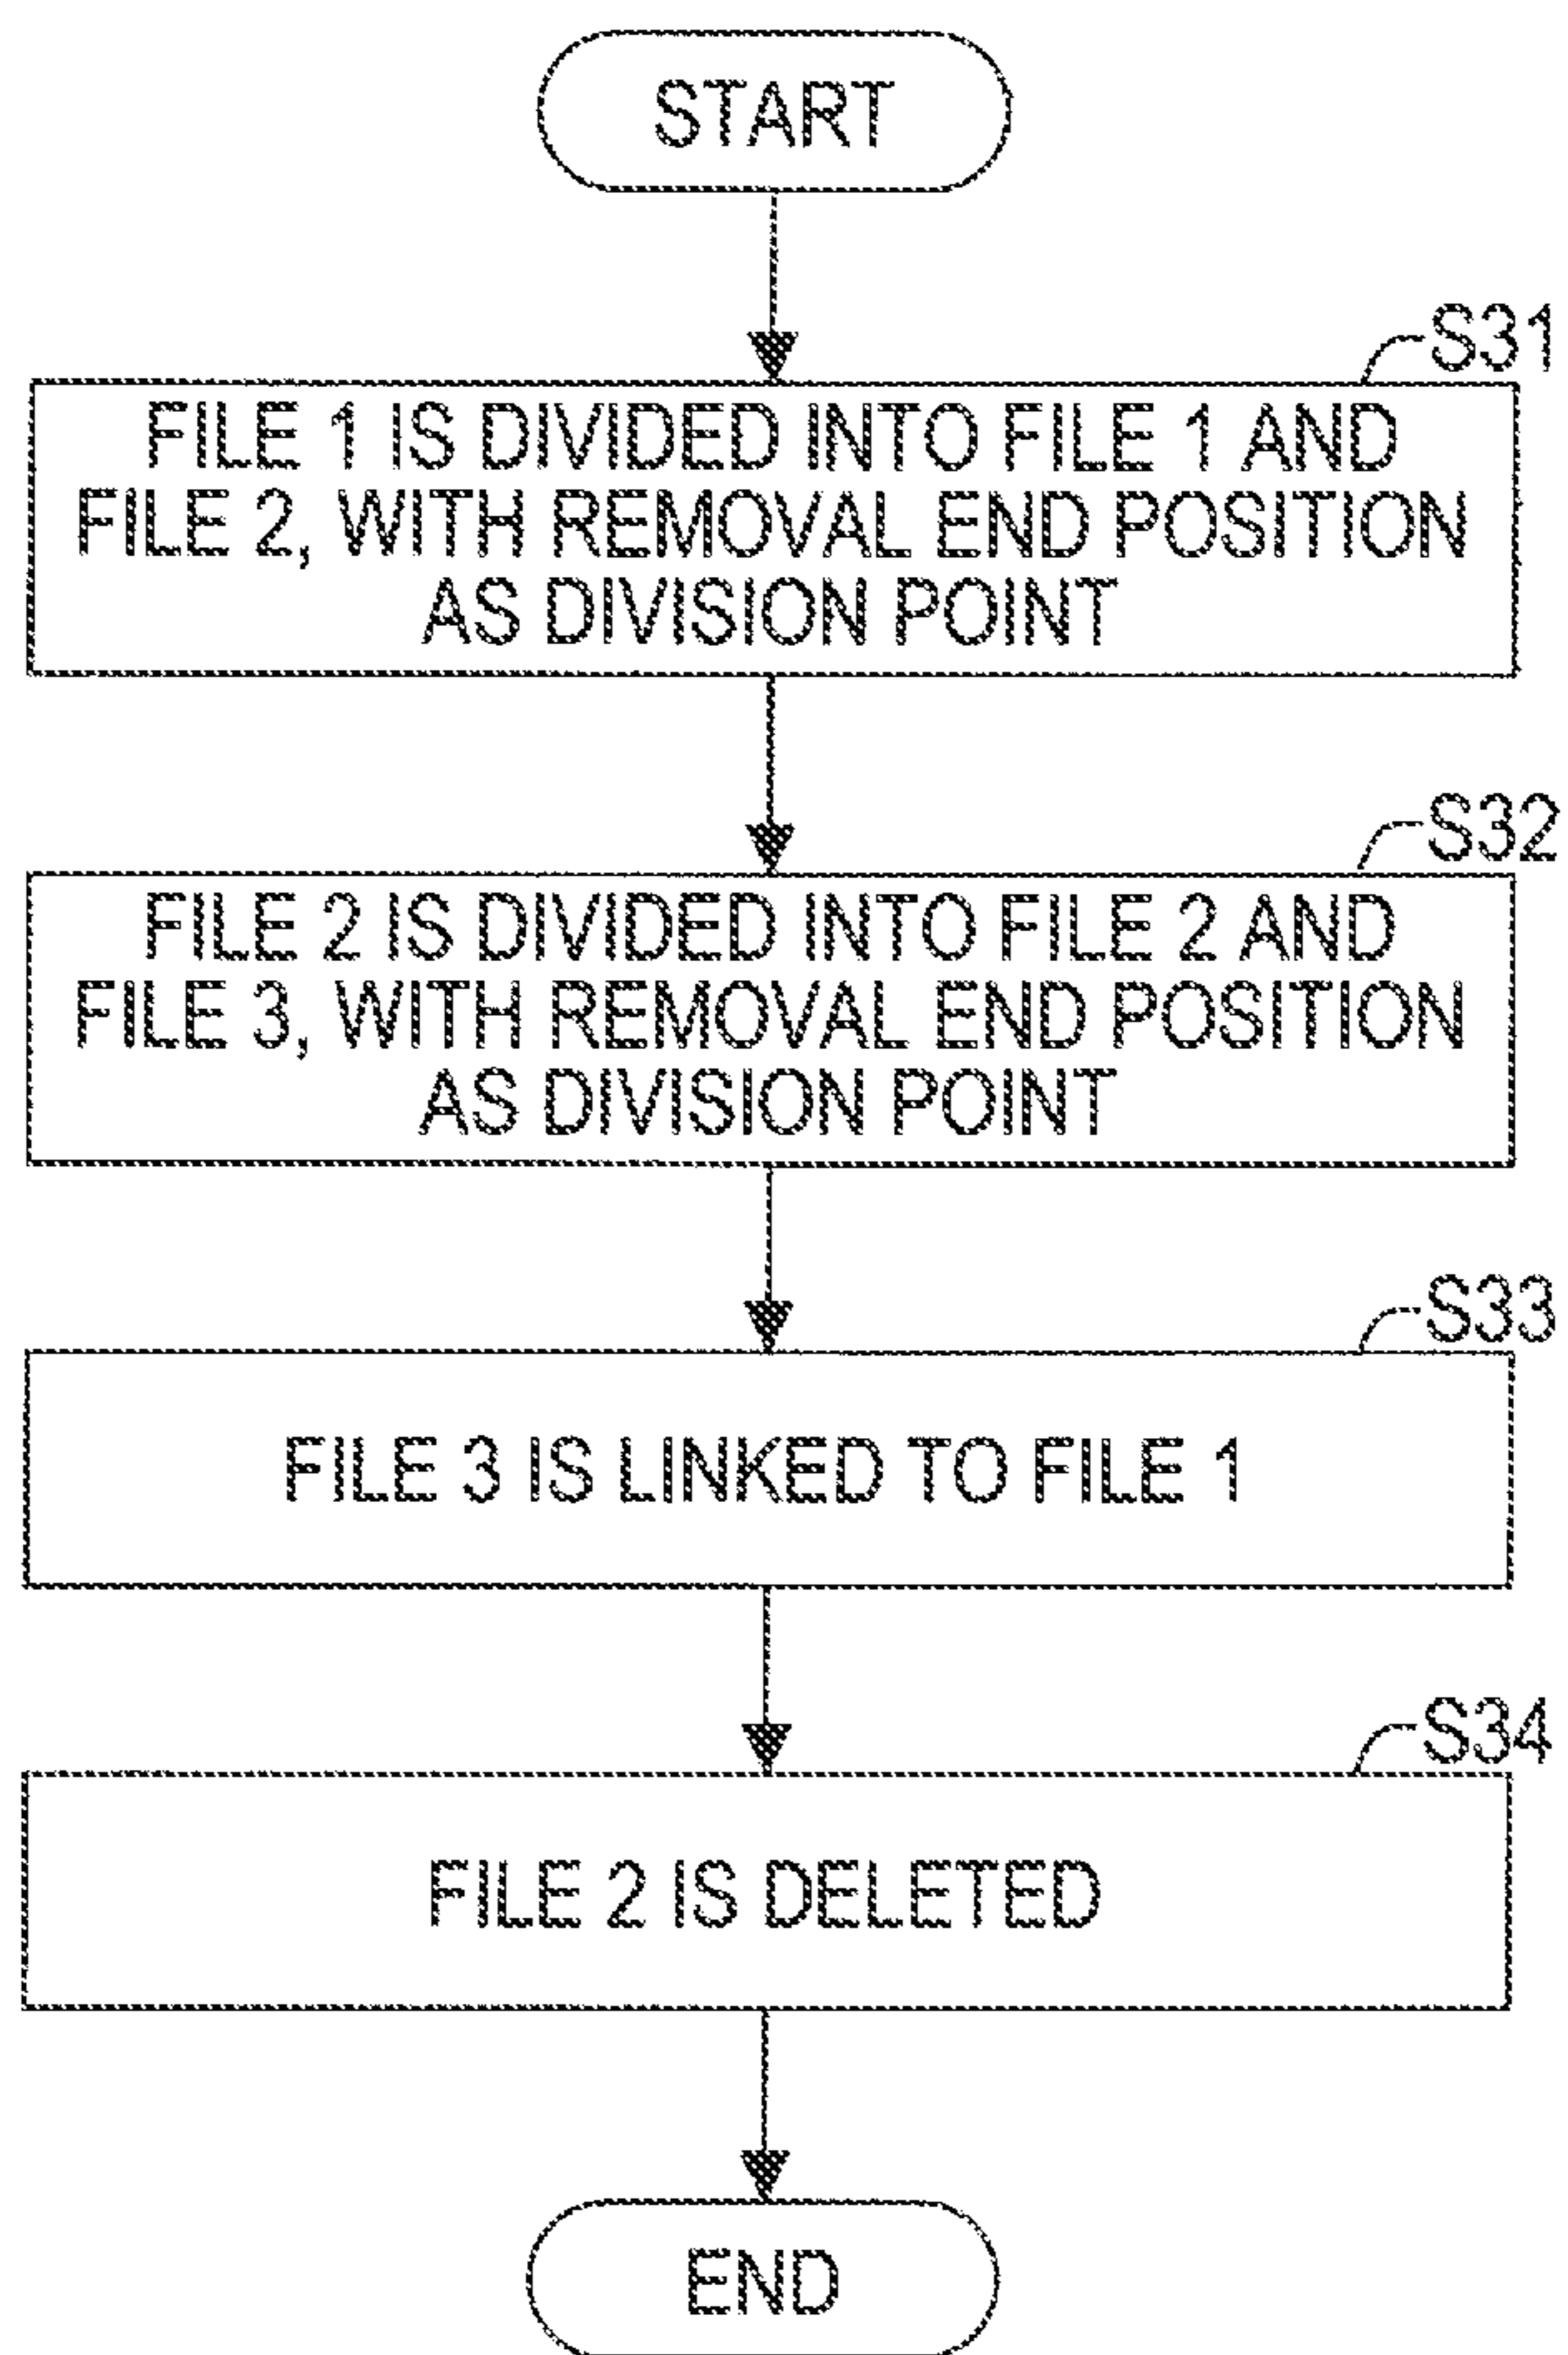 START
S31
FILE 1 IS DIVIDED INTO FILE 1 AND
FILE 2, WITH REMOVAL END POSITION
AS DIVISION POINT
S32
FILE 2 IS DIVIDED INTO FILE 2 AND
FILE 3, WITH REMOVAL END POSITION
AS DIVISION POINT
S33
FILE 3 IS LINKED TO FILE 1
S34
FILE 2 IS DELETED
END